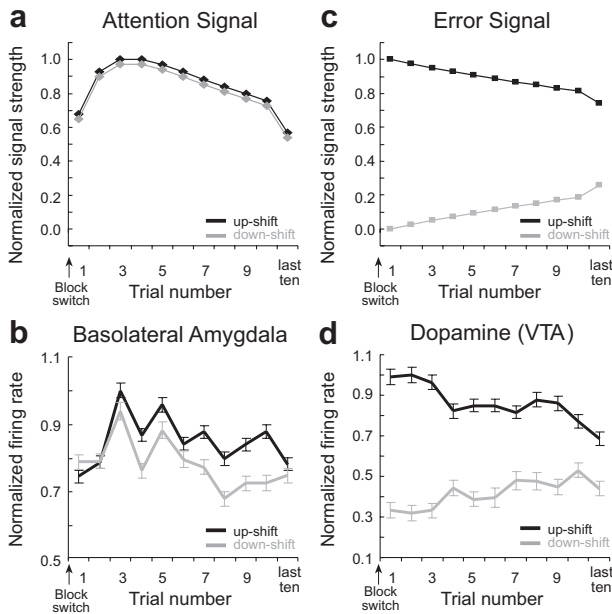 a Attention Signal
Normalized signal strength
1.0
0.8
0.6
0.4
0.2
0.0
up-shift
down-shift
1 3 5 7 9 last ten
Block switch
Trial number
c Error Signal
Normalized signal strength
1.0
0.8
0.6
0.4
0.2
0.0
up-shift
down-shift
1 3 5 7 9 last ten
Block switch
Trial number
b Basolateral Amygdala
Normalized firing rate
1.1
0.9
0.7
0.5
up-shift
down-shift
1 3 5 7 9 last ten
Block switch
Trial number
d Dopamine (VTA)
Normalized firing rate
1.1
0.9
0.7
0.5
0.3
0.1
up-shift
down-shift
1 3 5 7 9 last ten
Block switch
Trial number